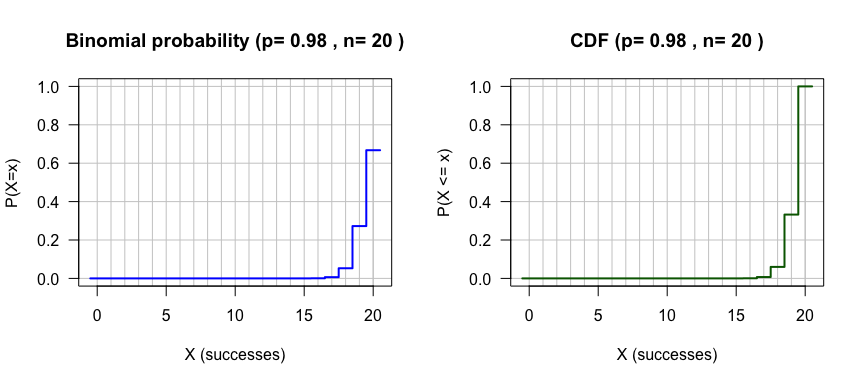 Binomial probability (p= 0.98 , n= 20 )
P(X=x)
1.0
0.8
0.6
0.4
0.2
0.0
0 5 10 15 20
X (successes)
CDF (p= 0.98 , n= 20 )
P(X <= x)
1.0
0.8
0.6
0.4
0.2
0.0
0 5 10 15 20
X (successes)